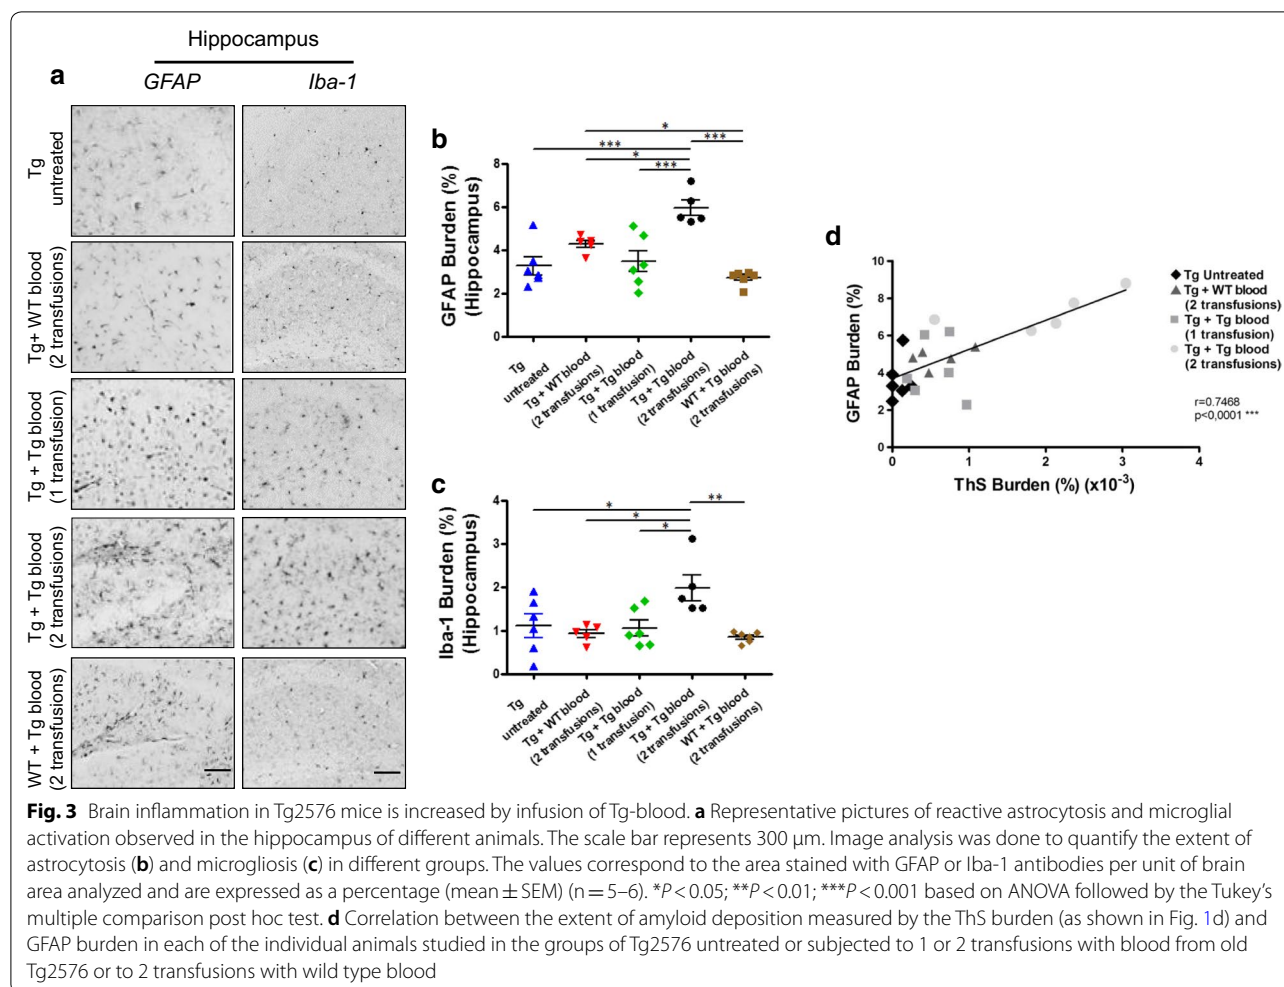 Hippocampus
a
GFAP Iba-1
Tg
untreated
Tg+ WT blood
(2 transfusions)
Tg + Tg blood
(1 transfusion)
Tg + Tg blood
(2 transfusions)
WT + Tg blood
(2 transfusions)
b
GFAP Burden (%)
(Hippocampus)
8
6
4
2
0
*
*** ***
*
***
Tg
untreated
Tg + WT blood
(2 transfusions)
Tg + Tg blood
(1 transfusion)
Tg + Tg blood
(2 transfusions)
WT + Tg blood
(2 transfusions)
c
Iba-1 Burden (%)
(Hippocampus)
4
3
2
1
0
* **
*
*
Tg
untreated
Tg + WT blood
(2 transfusions)
Tg + Tg blood
(1 transfusion)
Tg + Tg blood
(2 transfusions)
WT + Tg blood
(2 transfusions)
d
GFAP Burden (%)
10
8
6
4
2
0
0 1 2 3 4
ThS Burden (%) (x10⁻³)
Tg Untreated
Tg + WT blood
(2 transfusions)
Tg + Tg blood
(1 transfusion)
Tg + Tg blood
(2 transfusions)
r=0.7468
p<0,0001 ***
Fig. 3 Brain inflammation in Tg2576 mice is increased by infusion of Tg-blood. a Representative pictures of reactive astrocytosis and microglial
activation observed in the hippocampus of different animals. The scale bar represents 300 μm. Image analysis was done to quantify the extent of
astrocytosis (b) and microgliosis (c) in different groups. The values correspond to the area stained with GFAP or Iba-1 antibodies per unit of brain
area analyzed and are expressed as a percentage (mean ± SEM) (n = 5–6). *P < 0.05; **P < 0.01; ***P < 0.001 based on ANOVA followed by the Tukey's
multiple comparison post hoc test. d Correlation between the extent of amyloid deposition measured by the ThS burden (as shown in Fig. 1d) and
GFAP burden in each of the individual animals studied in the groups of Tg2576 untreated or subjected to 1 or 2 transfusions with blood from old
Tg2576 or to 2 transfusions with wild type blood